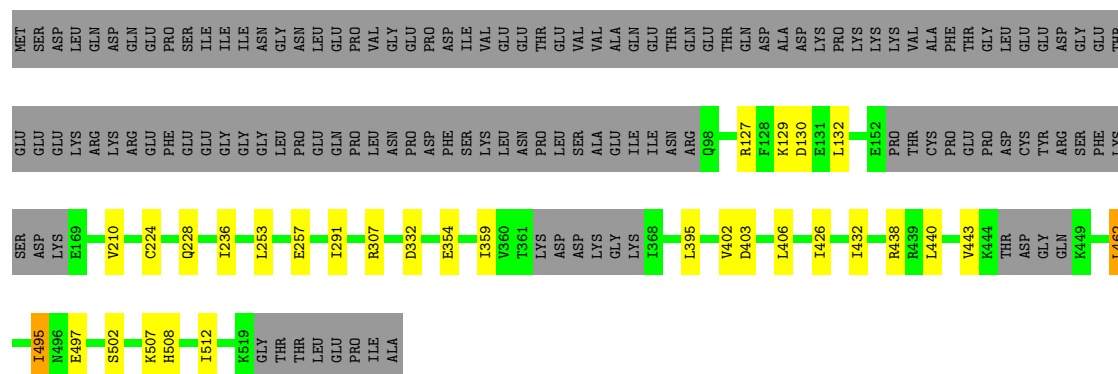 MET SER ASP LEU GLN ASP GLN GLU PRO SER ILE ILE ILE ASN GLY ASN LEU GLU PRO VAL GLY GLU PRO ASP ILE VAL GLU GLU THR GLU VAL VAL ALA GLN GLU THR GLN GLU THR GLN ASP ALA ASP LYS PRO LYS LYS LYS VAL ALA PHE THR GLY LEU GLU GLU ASP GLY GLU THR
GLU GLU GLU LYS ARG LYS ARG GLU PHE GLU GLU GLY GLY GLY LEU PRO GLU GLN PRO LEU ASN PRO ASP PHE SER LYS LEU ASN PRO LEU SER ALA GLU ILE ILE ASN ARG Q98 R127 F128 K129 D130 E131 L132 E152 PRO THR CYS PRO GLU PRO ASP CYS TYR ARG SER PHE LYS
SER ASP LYS E169 V210 C224 Q228 I236 L253 E257 I291 R307 D332 E354 I359 V360 T361 LYS ASP ASP LYS GLY LYS I368 L395 V402 D403 L406 I426 I432 R438 R439 L440 V443 K444 THR ASP GLY GLN K449 L462
I495 N496 E497 S502 K507 H508 I512 K519 GLY THR THR LEU GLU PRO ILE ALA